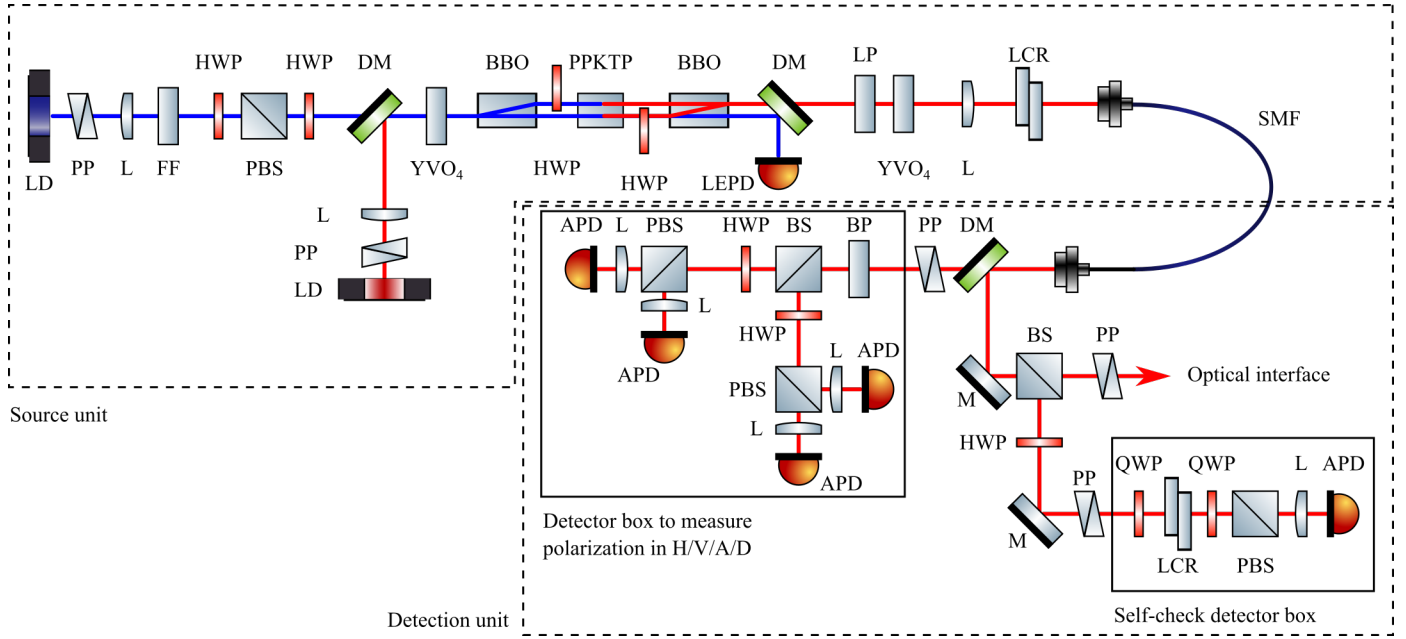 LCR
HWP HWP DM BBO PPKTP BBO DM LP
SMF
LD PP L FF PBS YVO4 HWP HWP LEPD YVO4 L
L
PP
LD
APD L PBS HWP BS BP PP DM
L HWP
APD
BS PP
L APD
PBS
M
Optical interface
Source unit
L
HWP
APD
QWP QWP L APD
PP
M
LCR PBS
Detector box to measure
polarization in H/V/A/D
Self-check detector box
Detection unit